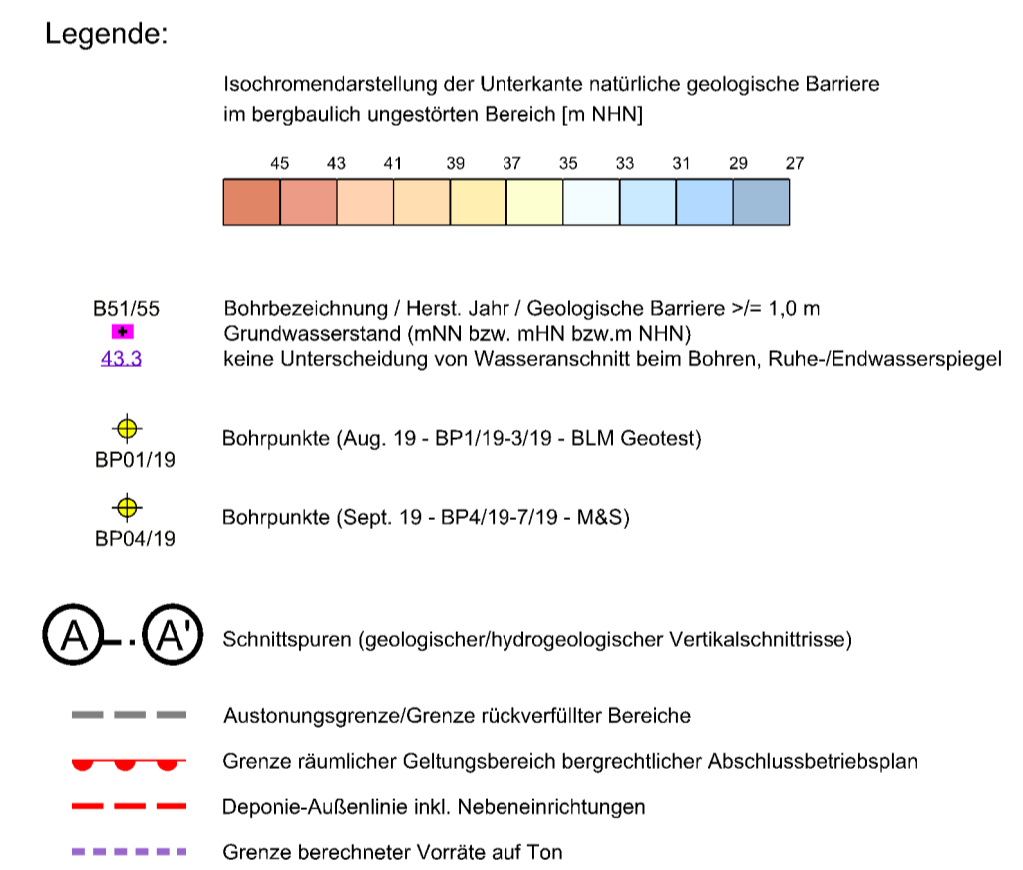 Legende:
Isochromendarstellung der Unterkante natürliche geologische Barriere
im bergbaulich ungestörten Bereich [m NHN]
45 43 41 39 37 35 33 31 29 27
B51/55 Bohrbezeichnung / Herst. Jahr / Geologische Barriere >/= 1,0 m
Grundwasserstand (mNN bzw. mHN bzw.m NHN)
43.3 keine Unterscheidung von Wasseranschnitt beim Bohren, Ruhe-/Endwasserspiegel
Bohrpunkte (Aug. 19 - BP1/19-3/19 - BLM Geotest)
BP01/19
Bohrpunkte (Sept. 19 - BP4/19-7/19 - M&S)
BP04/19
A A' Schnittspuren (geologischer/hydrogeologischer Vertikalschnittrisse)
Austonungsgrenze/Grenze rückverfüllter Bereiche
Grenze räumlicher Geltungsbereich bergrechtlicher Abschlussbetriebsplan
Deponie-Außenlinie inkl. Nebeneinrichtungen
Grenze berechneter Vorräte auf Ton